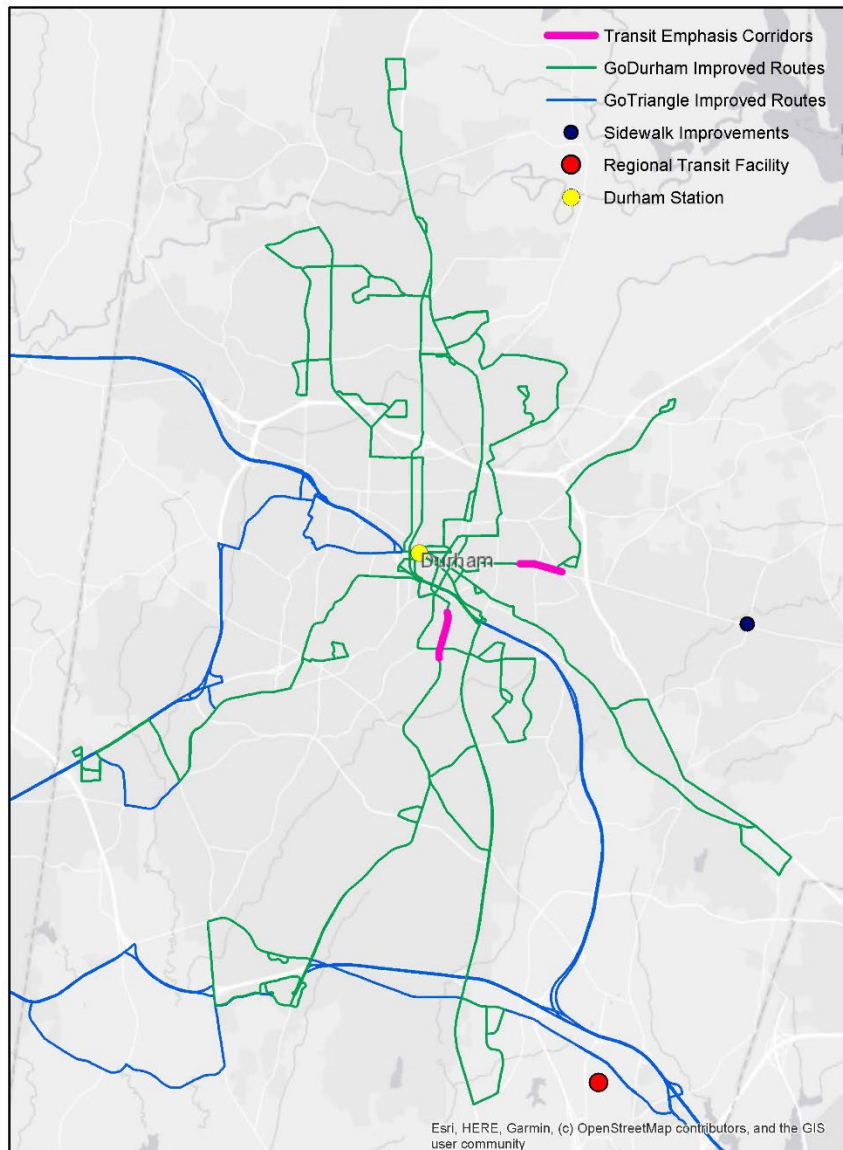 Transit Emphasis Corridors
GoDurham Improved Routes
GoTriangle Improved Routes
Sidewalk Improvements
Regional Transit Facility
Durham Station
Durham
Esri, HERE, Garmin, (c) OpenStreetMap contributors, and the GIS
user community